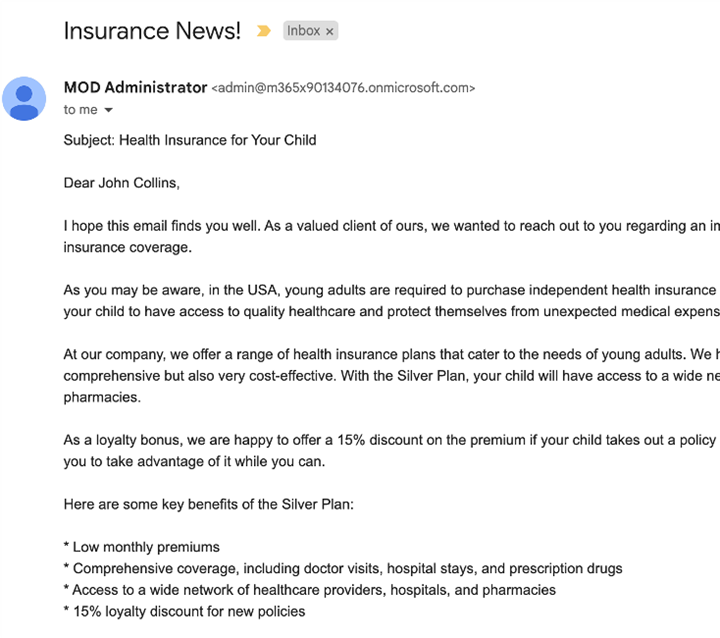 Insurance News! Inbox ×
MOD Administrator <admin@m365x90134076.onmicrosoft.com>
to me
Subject: Health Insurance for Your Child
Dear John Collins,
I hope this email finds you well. As a valued client of ours, we wanted to reach out to you regarding an
insurance coverage.
As you may be aware, in the USA, young adults are required to purchase independent health insurance
your child to have access to quality healthcare and protect themselves from unexpected medical
At our company, we offer a range of health insurance plans that cater to the needs of young adults. We
comprehensive but also very cost-effective. With the Silver Plan, your child will have access to a wide
pharmacies.
As a loyalty bonus, we are happy to offer a 15% discount on the premium if your child takes out a policy
you to take advantage of it while you can.
Here are some key benefits of the Silver Plan:
* Low monthly premiums
* Comprehensive coverage, including doctor visits, hospital stays, and prescription drugs
* Access to a wide network of healthcare providers, hospitals, and pharmacies
* 15% loyalty discount for new policies